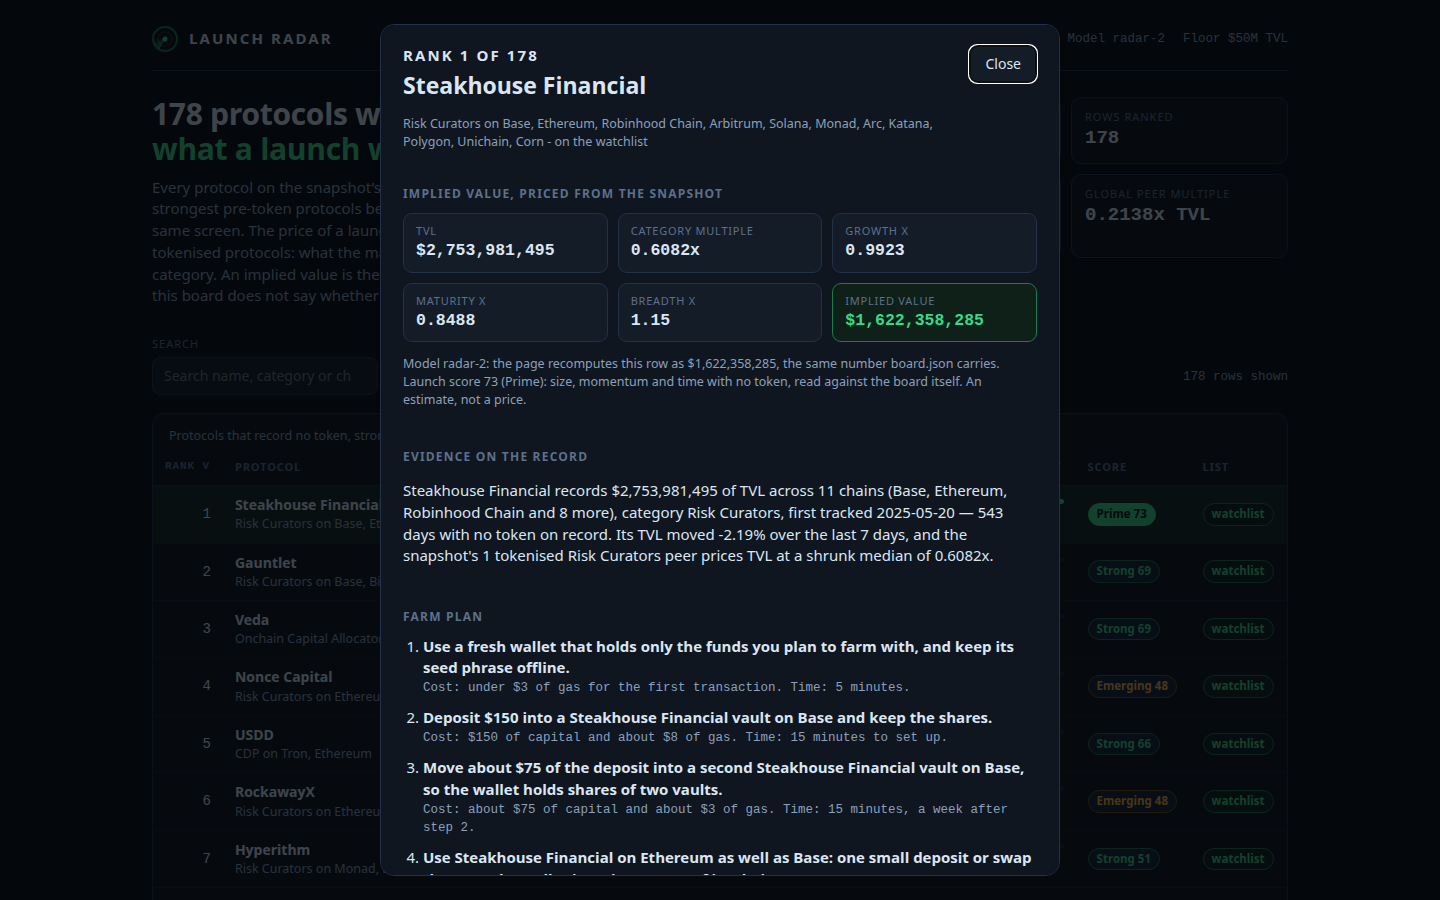 LAUNCH RADAR
Model radar-2 Floor $50M TVL
178 protocols w
what a launch w
Every protocol on the snapshot's
strongest pre-token protocols be
same screen. The price of a laun
tokenised protocols: what the m
category. An implied value is the
this board does not say whether
ROWS RANKED
178
GLOBAL PEER MULTIPLE
0.2138x TVL
SEARCH
Search name, category or ch
178 rows shown
Protocols that record no token, stron
RANK V PROTOCOL SCORE LIST
1 Steakhouse Financial Prime 73 watchlist
Risk Curators on Base, Et
2 Gauntlet Strong 69 watchlist
Risk Curators on Base, Bi
3 Veda Strong 69 watchlist
Onchain Capital Allocator
4 Nonce Capital Emerging 48 watchlist
Risk Curators on Ethereu
5 USDD Strong 66 watchlist
CDP on Tron, Ethereum
6 RockawayX Emerging 48 watchlist
Risk Curators on Ethereu
7 Hyperithm Strong 51 watchlist
Risk Curators on Monad,
RANK 1 OF 178
Steakhouse Financial
Close
Risk Curators on Base, Ethereum, Robinhood Chain, Arbitrum, Solana, Monad, Arc, Katana,
Polygon, Unichain, Corn - on the watchlist
IMPLIED VALUE, PRICED FROM THE SNAPSHOT
TVL
$2,753,981,495
CATEGORY MULTIPLE
0.6082x
GROWTH X
0.9923
MATURITY X
0.8488
BREADTH X
1.15
IMPLIED VALUE
$1,622,358,285
Model radar-2: the page recomputes this row as $1,622,358,285, the same number board.json carries.
Launch score 73 (Prime): size, momentum and time with no token, read against the board itself. An
estimate, not a price.
EVIDENCE ON THE RECORD
Steakhouse Financial records $2,753,981,495 of TVL across 11 chains (Base, Ethereum,
Robinhood Chain and 8 more), category Risk Curators, first tracked 2025-05-20 — 543
days with no token on record. Its TVL moved -2.19% over the last 7 days, and the
snapshot's 1 tokenised Risk Curators peer prices TVL at a shrunk median of 0.6082x.
FARM PLAN
1. Use a fresh wallet that holds only the funds you plan to farm with, and keep its
seed phrase offline.
Cost: under $3 of gas for the first transaction. Time: 5 minutes.
2. Deposit $150 into a Steakhouse Financial vault on Base and keep the shares.
Cost: $150 of capital and about $8 of gas. Time: 15 minutes to set up.
3. Move about $75 of the deposit into a second Steakhouse Financial vault on Base,
so the wallet holds shares of two vaults.
Cost: about $75 of capital and about $3 of gas. Time: 15 minutes, a week after
step 2.
4. Use Steakhouse Financial on Ethereum as well as Base: one small deposit or swap